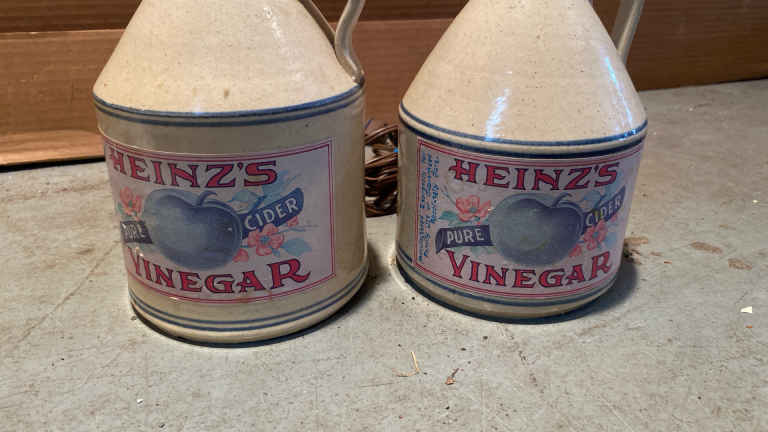 HEINZ'S
PURE CIDER
VINEGAR
HEINZ'S
PURE CIDER
VINEGAR